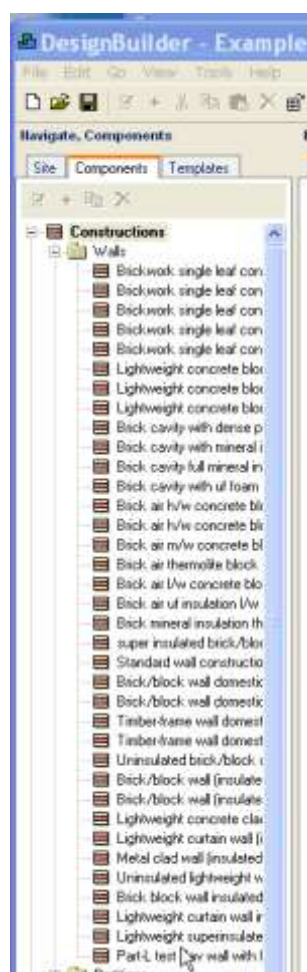 DesignBuilder - Example
File Edit Go View Tools Help
Navigate, Components
Site Components Templates
Constructions
Walls
Brickwork single leaf con
Brickwork single leaf con
Brickwork single leaf con
Brickwork single leaf con
Brickwork single leaf con
Lightweight concrete bloc
Lightweight concrete bloc
Lightweight concrete bloc
Brick cavity with dense p
Brick cavity with mineral i
Brick cavity full mineral in
Brick cavity with uf foam
Brick air h/w concrete blo
Brick air h/w concrete blo
Brick air m/w concrete bl
Brick air thermolite block
Brick air l/w concrete blo
Brick air uf insulation l/w
Brick mineral insulation th
super insulated brick/bloc
Standard wall constructio
Brick/block wall domestic
Brick/block wall domestic
Timber-frame wall domest
Timber-frame wall domest
Uninsulated brick/block
Brick/block wall (insulate
Brick/block wall (insulate
Lightweight concrete clad
Lightweight curtain wall (i
Metal clad wall (insulated
Uninsulated lightweight w
Brick block wall insulated
Lightweight curtain wall ir
Lightweight superinsulate
Part-L test wall with